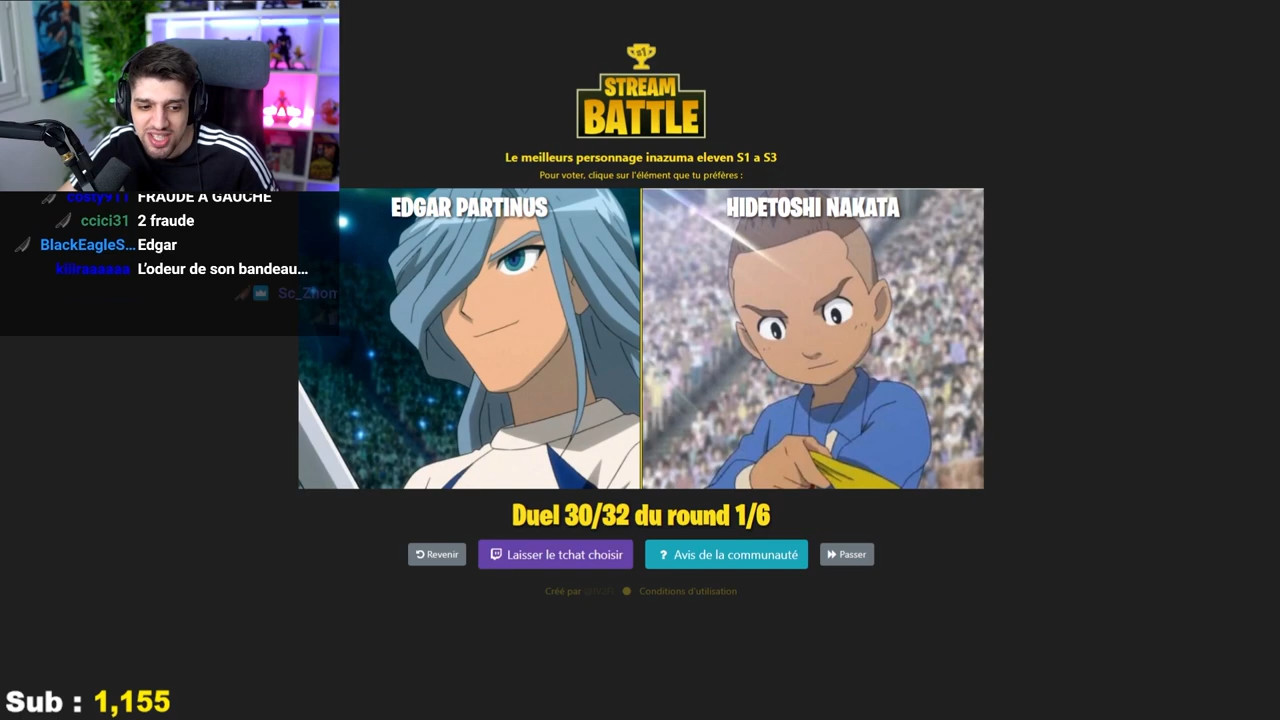 STREAM
BATTLE
Le meilleurs personnage inazuma eleven S1 a S3
Pour voter, clique sur l'élément que tu préfères :
costy911 FRAUDE A GAUCHE
ccici31 2 fraude
BlackEagleS... Edgar
L'odeur de son bandeau...
Sc_Zhon
EDGAR PARTINUS
HIDETOSHI NAKATA
Duel 30/32 du round 1/6
Revenir
Laisser le tchat choisir
? Avis de la communauté
Passer
Créé par
Conditions d'utilisation
Sub : 1,155